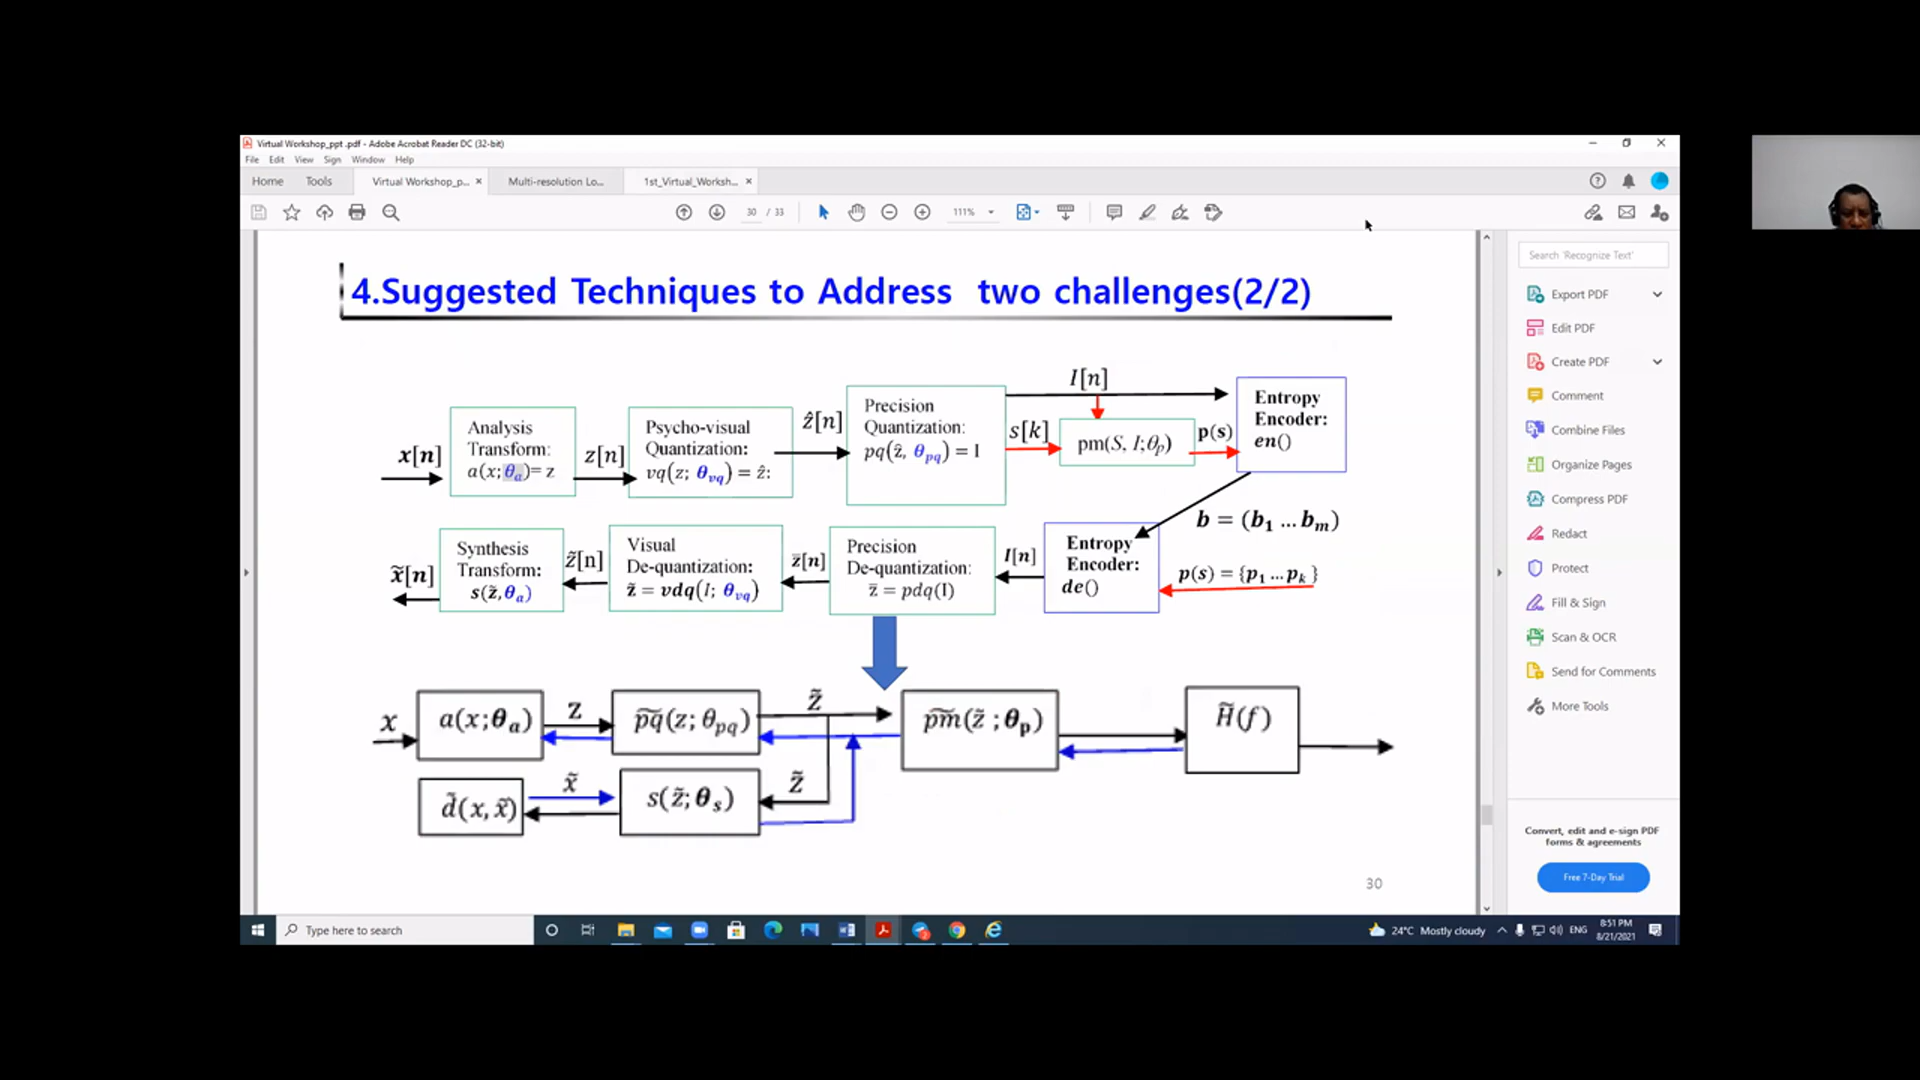 Virtual Workshop_ppt .pdf - Adobe Acrobat Reader DC (32-bit)
File Edit View Sign Window Help
Home Tools Virtual Workshop_p... × Multi-resolution Lo... 1st_Virtual_Worksh... ×
30 / 33 111%
4.Suggested Techniques to Address two challenges(2/2)
x[n]
Analysis
Transform:
a(x;θₐ)= z
z[n]
Psycho-visual
Quantization:
vq(z; θ_vq) = ẑ:
ẑ[n]
Precision
Quantization:
pq(ẑ, θ_pq) = I
I[n]
s[k]
pm(S, I;θₚ)
p(s)
Entropy
Encoder:
en()
b = (b₁ ... bₘ)
x̃[n]
Synthesis
Transform:
s(z̃,θₐ)
z̃[n]
Visual
De-quantization:
z̃ = vdq(I; θ_vq)
z̄[n]
Precision
De-quantization:
z̄ = pdq(I)
I[n]
Entropy
Encoder:
de()
p(s) = {p₁ ... pₖ }
x
a(x;θₐ)
z
p͠q(z; θ_pq)
z̃
p͠m(z̃ ;θₚ)
H̃(f)
d̃(x, x̃)
x̃
s(z̃; θₛ)
z̃
30
Search 'Recognize Text'
Export PDF
Edit PDF
Create PDF
Comment
Combine Files
Organize Pages
Compress PDF
Redact
Protect
Fill & Sign
Scan & OCR
Send for Comments
More Tools
Convert, edit and e-sign PDF
forms & agreements
Free 7-Day Trial
Type here to search
24°C Mostly cloudy
ENG
8:51 PM
8/21/2021